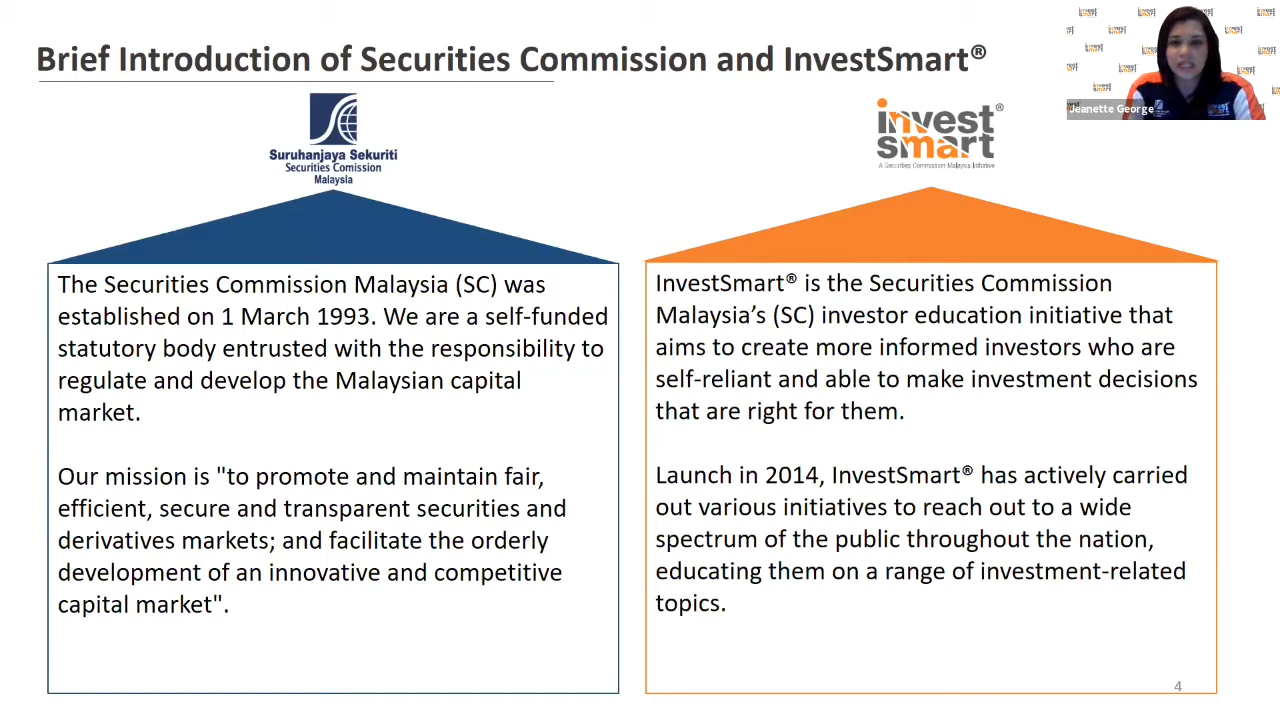 Brief Introduction of Securities Commission and InvestSmart®
Suruhanjaya Sekuriti
Securities Comission
Malaysia
invest®
smart
A Securities Commission Malaysia Initiative
Jeanette George
The Securities Commission Malaysia (SC) was
established on 1 March 1993. We are a self-funded
statutory body entrusted with the responsibility to
regulate and develop the Malaysian capital
market.
Our mission is "to promote and maintain fair,
efficient, secure and transparent securities and
derivatives markets; and facilitate the orderly
development of an innovative and competitive
capital market".
InvestSmart® is the Securities Commission
Malaysia’s (SC) investor education initiative that
aims to create more informed investors who are
self-reliant and able to make investment decisions
that are right for them.
Launch in 2014, InvestSmart® has actively carried
out various initiatives to reach out to a wide
spectrum of the public throughout the nation,
educating them on a range of investment-related
topics.
4